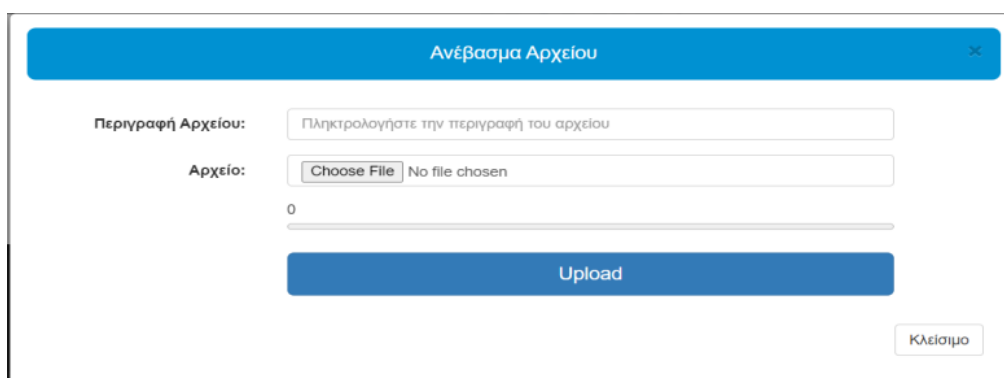 Ανέβασμα Αρχείου ×
Περιγραφή Αρχείου: Πληκτρολογήστε την περιγραφή του αρχείου
Αρχείο: Choose File No file chosen
0
Upload
Κλείσιμο